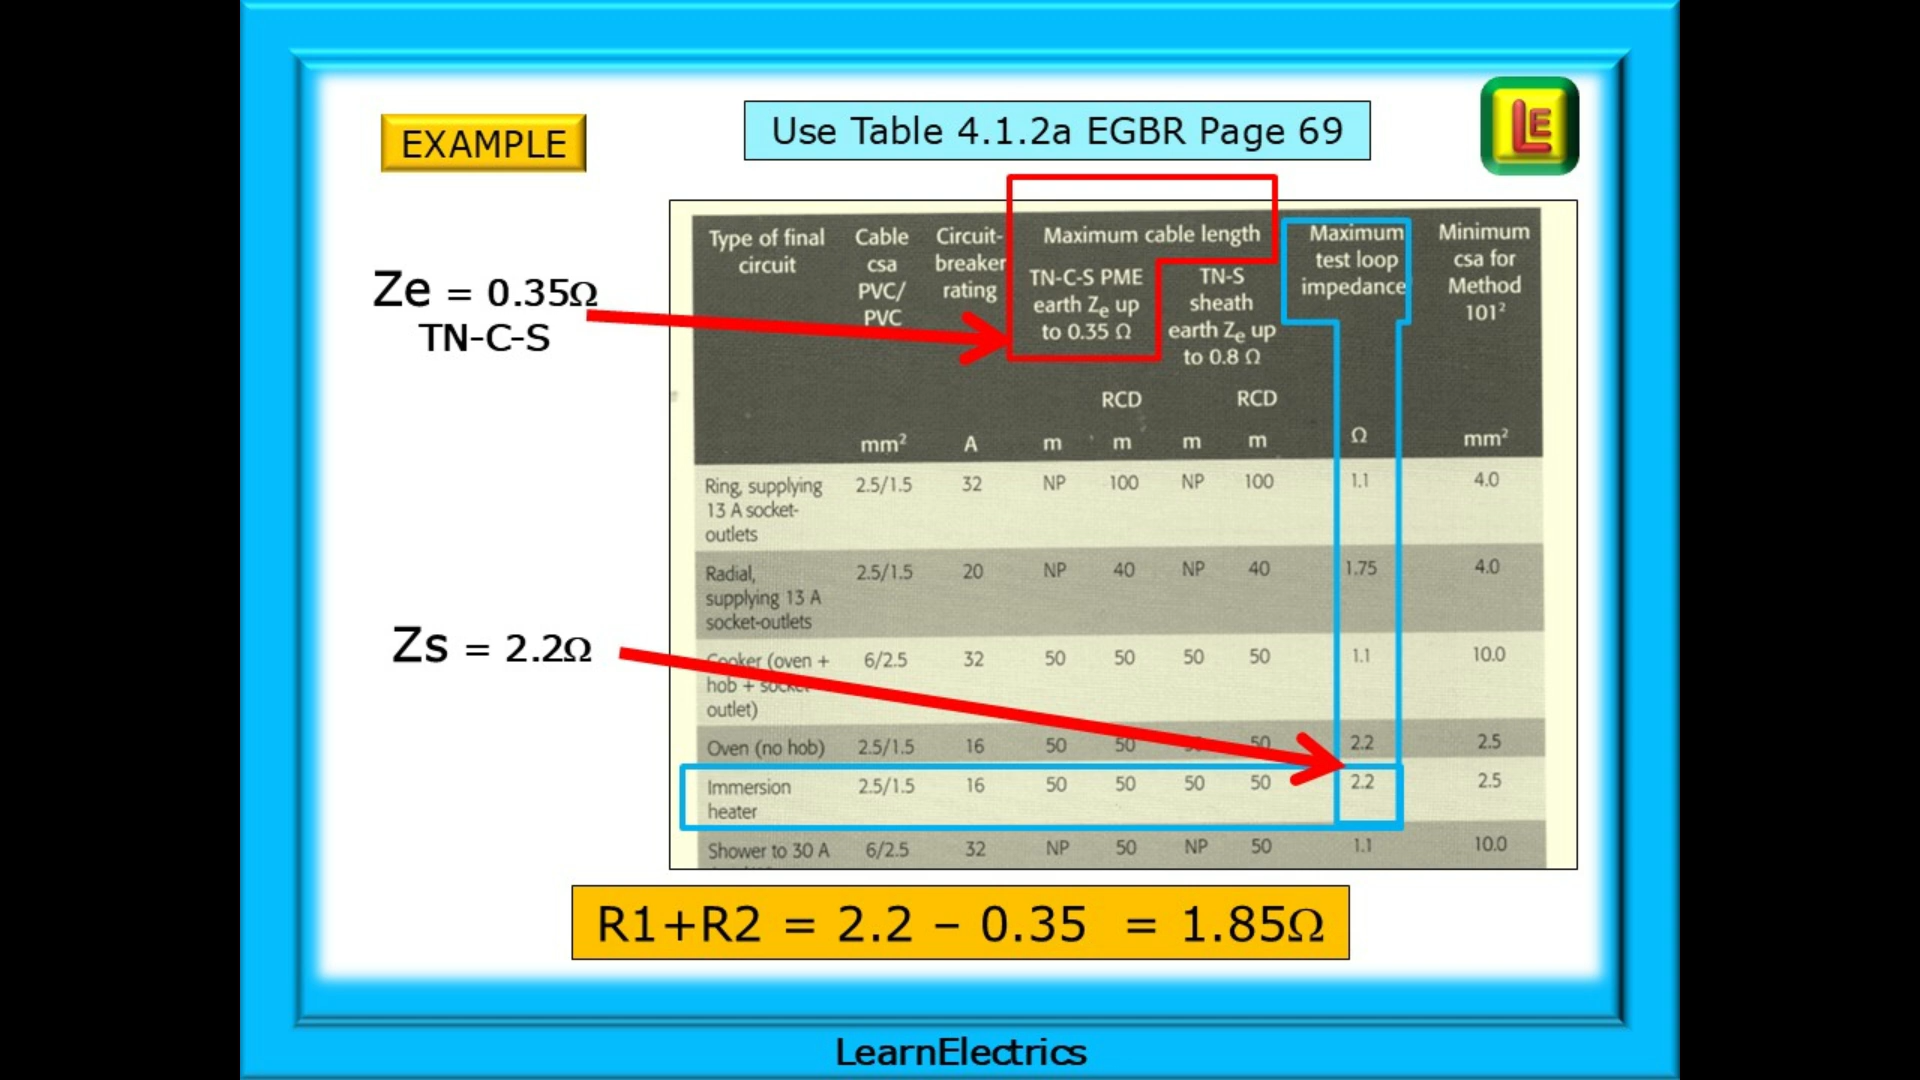 EXAMPLE
Use Table 4.1.2a EGBR Page 69
LE
Ze = 0.35Ω
TN-C-S
Zs = 2.2Ω
Type of final
circuit
Cable
csa
PVC/
PVC
mm²
Circuit-
breaker
rating
A
Maximum cable length
TN-C-S PME
earth Ze up
to 0.35 Ω
TN-S
sheath
earth Ze up
to 0.8 Ω
RCD RCD
m m m m
Maximum
test loop
impedance
Ω
Minimum
csa for
Method
101²
mm²
Ring, supplying 2.5/1.5 32 NP 100 NP 100 1.1 4.0
13 A socket-
outlets
Radial, 2.5/1.5 20 NP 40 NP 40 1.75 4.0
supplying 13 A
socket-outlets
Cooker (oven + 6/2.5 32 50 50 50 50 1.1 10.0
hob + socket
outlet)
Oven (no hob) 2.5/1.5 16 50 50 50 2.2 2.5
Immersion 2.5/1.5 16 50 50 50 50 2.2 2.5
heater
Shower to 30 A 6/2.5 32 NP 50 NP 50 1.1 10.0
R1+R2 = 2.2 – 0.35 = 1.85Ω
LearnElectrics